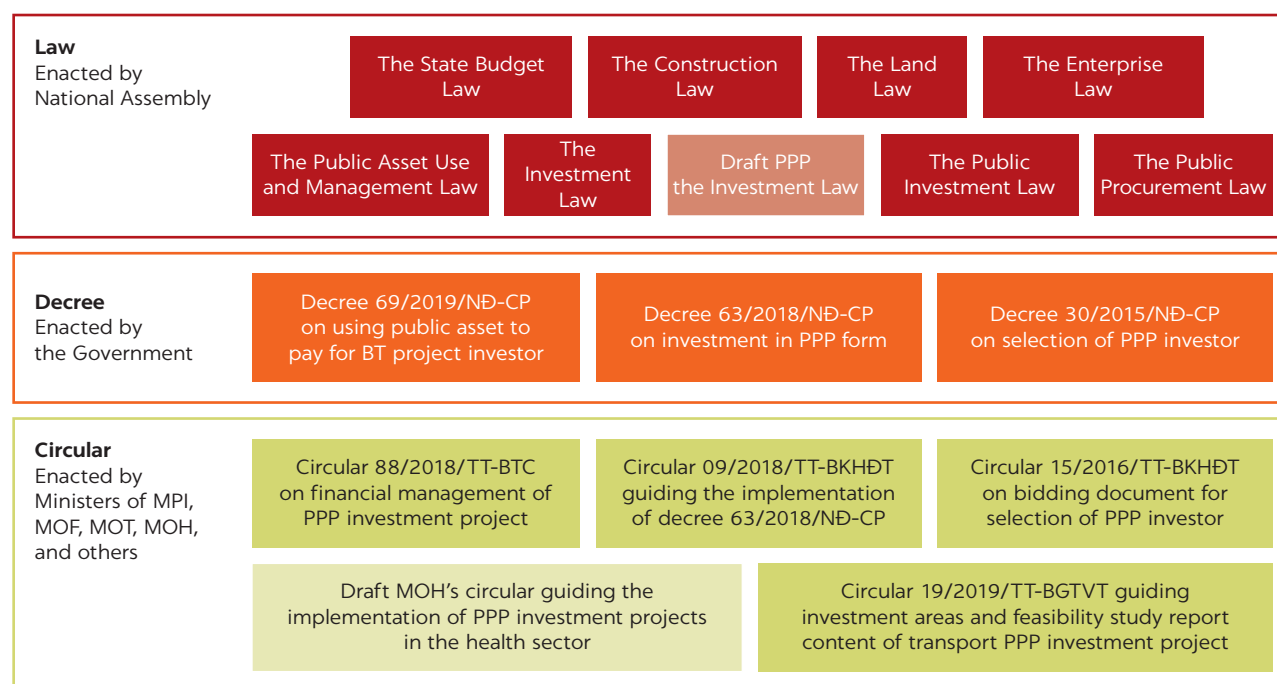 Law
Enacted by
National Assembly
The State Budget
Law
The Construction
Law
The Land
Law
The Enterprise
Law
The Public Asset Use
and Management Law
The
Investment
Law
Draft PPP
the Investment Law
The Public
Investment Law
The Public
Procurement Law
Decree
Enacted by
the Government
Decree 69/2019/NĐ-CP
on using public asset to
pay for BT project investor
Decree 63/2018/NĐ-CP
on investment in PPP form
Decree 30/2015/NĐ-CP
on selection of PPP investor
Circular
Enacted by
Ministers of MPI,
MOF, MOT, MOH,
and others
Circular 88/2018/TT-BTC
on financial management of
PPP investment project
Circular 09/2018/TT-BKHĐT
guiding the implementation
of decree 63/2018/NĐ-CP
Circular 15/2016/TT-BKHĐT
on bidding document for
selection of PPP investor
Draft MOH's circular guiding the
implementation of PPP investment projects
in the health sector
Circular 19/2019/TT-BGTVT guiding
investment areas and feasibility study report
content of transport PPP investment project